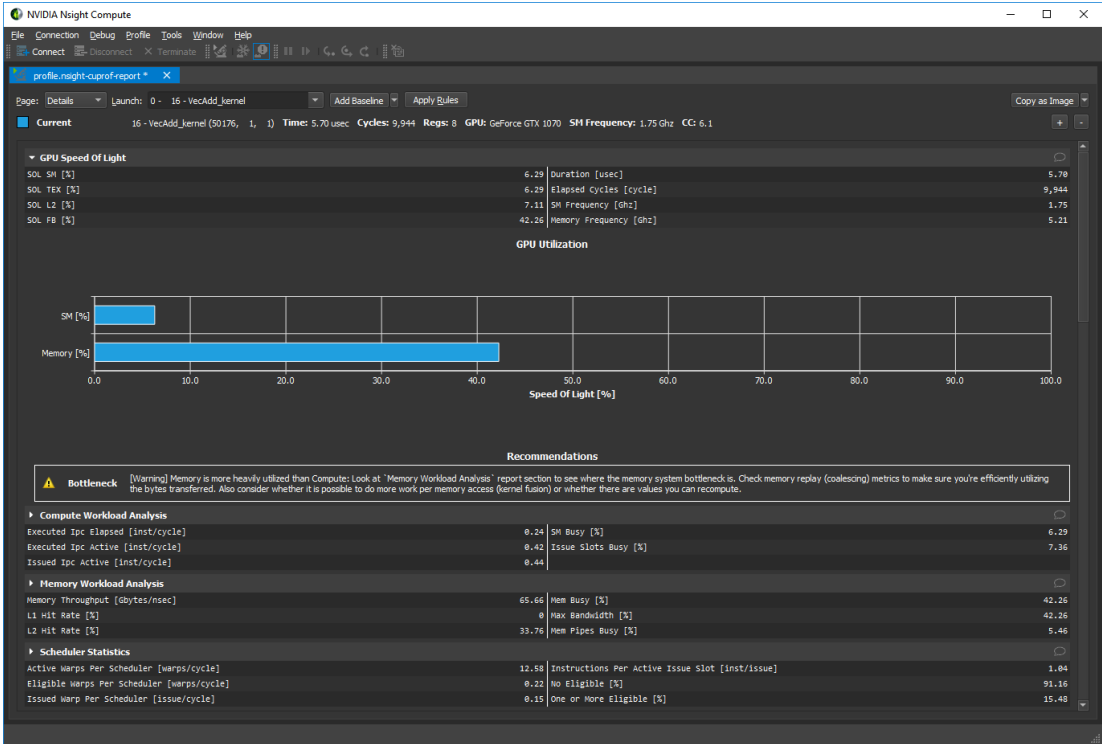 NVIDIA Nsight Compute
File Connection Debug Profile Tools Window Help
Connect Disconnect Terminate
profile.nsight-cuprof-report *
Page: Details Launch: 0 - 16 - VecAdd_kernel Add Baseline Apply Rules Copy as Image
Current 16 - VecAdd_kernel (50176, 1, 1) Time: 5.70 usec Cycles: 9,944 Regs: 8 GPU: GeForce GTX 1070 SM Frequency: 1.75 Ghz CC: 6.1 + -
GPU Speed Of Light
SOL SM [%] 6.29 Duration [usec] 5.70
SOL TEX [%] 6.29 Elapsed Cycles [cycle] 9,944
SOL L2 [%] 7.11 SM Frequency [Ghz] 1.75
SOL FB [%] 42.26 Memory Frequency [Ghz] 5.21
GPU Utilization
SM [%]
Memory [%]
0.0 10.0 20.0 30.0 40.0 50.0 60.0 70.0 80.0 90.0 100.0
Speed Of Light [%]
Recommendations
[Warning] Memory is more heavily utilized than Compute: Look at `Memory Workload Analysis` report section to see where the memory system bottleneck is. Check memory replay (coalescing) metrics to make sure you're efficiently utilizing
Bottleneck
the bytes transferred. Also consider whether it is possible to do more work per memory access (kernel fusion) or whether there are values you can recompute.
Compute Workload Analysis
Executed Ipc Elapsed [inst/cycle] 0.24 SM Busy [%] 6.29
Executed Ipc Active [inst/cycle] 0.42 Issue Slots Busy [%] 7.36
Issued Ipc Active [inst/cycle] 0.44
Memory Workload Analysis
Memory Throughput [Gbytes/nsec] 65.66 Mem Busy [%] 42.26
L1 Hit Rate [%] 0 Max Bandwidth [%] 42.26
L2 Hit Rate [%] 33.76 Mem Pipes Busy [%] 5.46
Scheduler Statistics
Active Warps Per Scheduler [warps/cycle] 12.58 Instructions Per Active Issue Slot [inst/issue] 1.04
Eligible Warps Per Scheduler [warps/cycle] 0.22 No Eligible [%] 91.16
Issued Warp Per Scheduler [issue/cycle] 0.15 One or More Eligible [%] 15.48